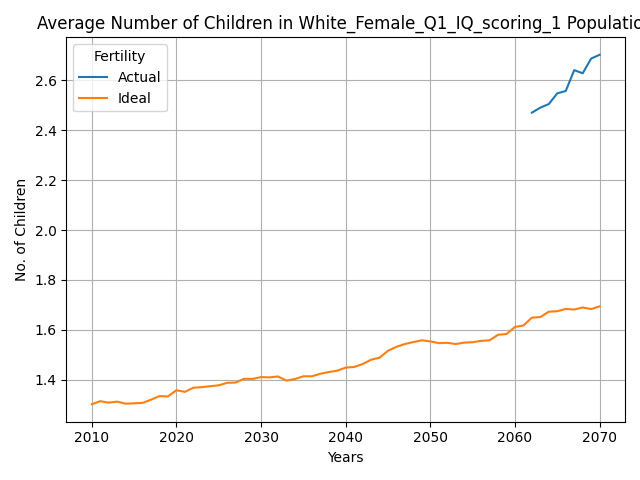 Average Number of Children in White_Female_Q1_IQ_scoring_1 Populatio
Fertility
Actual
Ideal
No. of Children
2.6
2.4
2.2
2.0
1.8
1.6
1.4
2010 2020 2030 2040 2050 2060 2070
Years